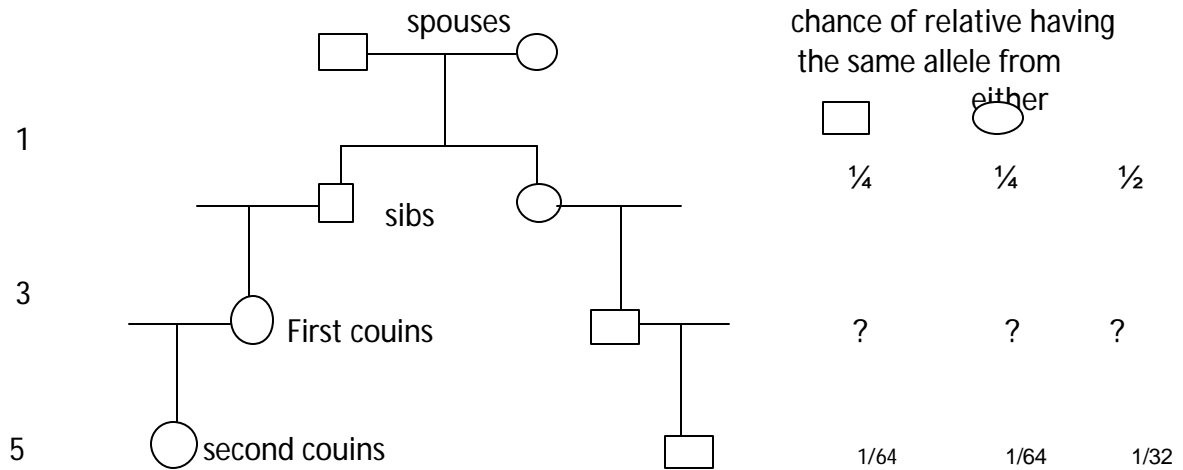 spouses
chance of relative having
the same allele from
either
1
¼ ¼ ½
sibs
3
First couins
? ? ?
5
second couins
1/64 1/64 1/32